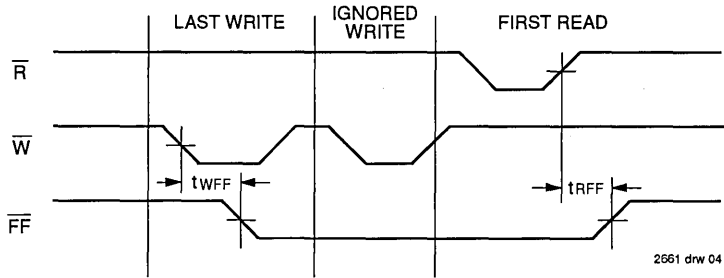 LAST WRITE
IGNORED
WRITE
FIRST READ
R
W
tWFF
tRFF
FF
2661 drw 04